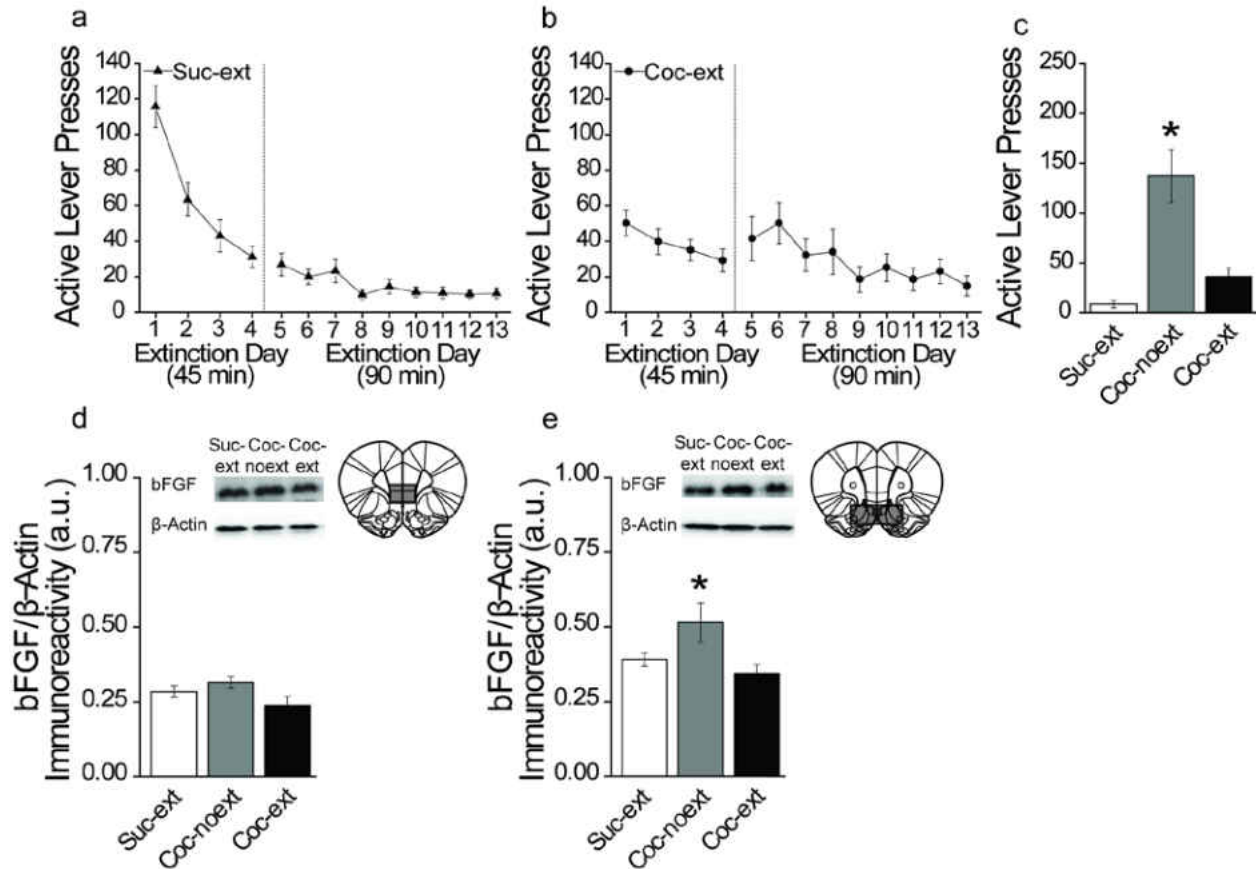 a
Active Lever Presses
140
120
100
80
60
40
20
0
Suc-ext
1 2 3 4 5 6 7 8 9 10 11 12 13
Extinction Day Extinction Day
(45 min) (90 min)
b
Active Lever Presses
140
120
100
80
60
40
20
0
Coc-ext
1 2 3 4 5 6 7 8 9 10 11 12 13
Extinction Day Extinction Day
(45 min) (90 min)
c
Active Lever Presses
250
200
150
100
50
0
*
Suc-ext
Coc-noext
Coc-ext
d
bFGF/β-Actin
Immunoreactivity (a.u.)
1.00
0.75
0.50
0.25
0.00
Suc- Coc- Coc-
ext noext ext
bFGF
β-Actin
Suc-ext
Coc-noext
Coc-ext
e
bFGF/β-Actin
Immunoreactivity (a.u.)
1.00
0.75
0.50
0.25
0.00
Suc- Coc- Coc-
ext noext ext
bFGF
β-Actin
*
Suc-ext
Coc-noext
Coc-ext